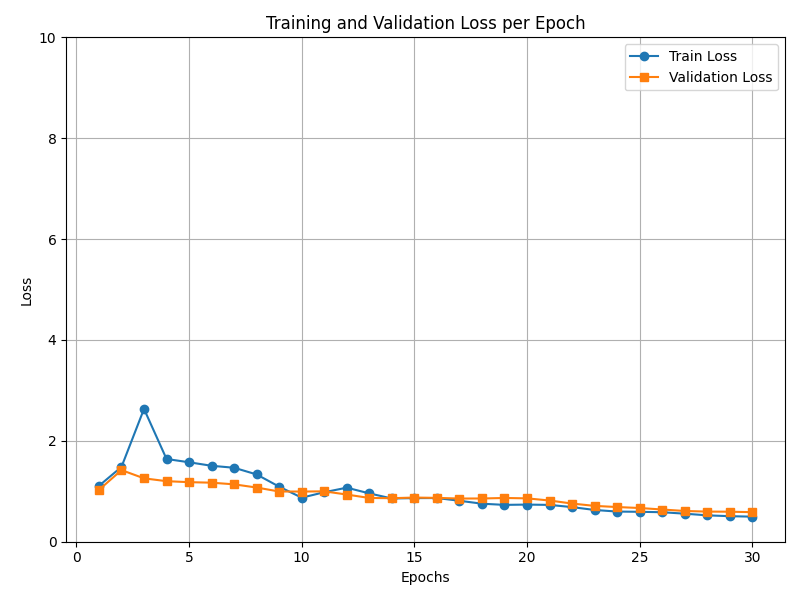 Training and Validation Loss per Epoch
10
8
6
4
2
0
Loss
Train Loss
Validation Loss
0 5 10 15 20 25 30
Epochs